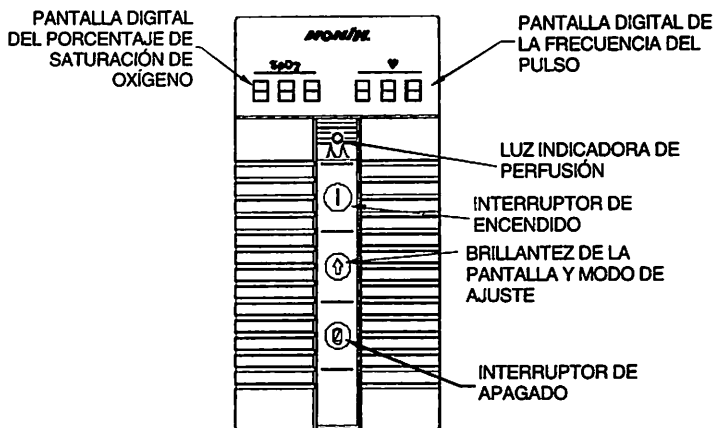 PANTALLA DIGITAL
DEL PORCENTAJE DE
SATURACIÓN DE
OXÍGENO
PANTALLA DIGITAL DE
LA FRECUENCIA DEL
PULSO
NONIN.
%SpO2
LUZ INDICADORA DE
PERFUSIÓN
INTERRUPTOR DE
ENCENDIDO
BRILLANTEZ DE LA
PANTALLA Y MODO DE
AJUSTE
INTERRUPTOR DE
APAGADO